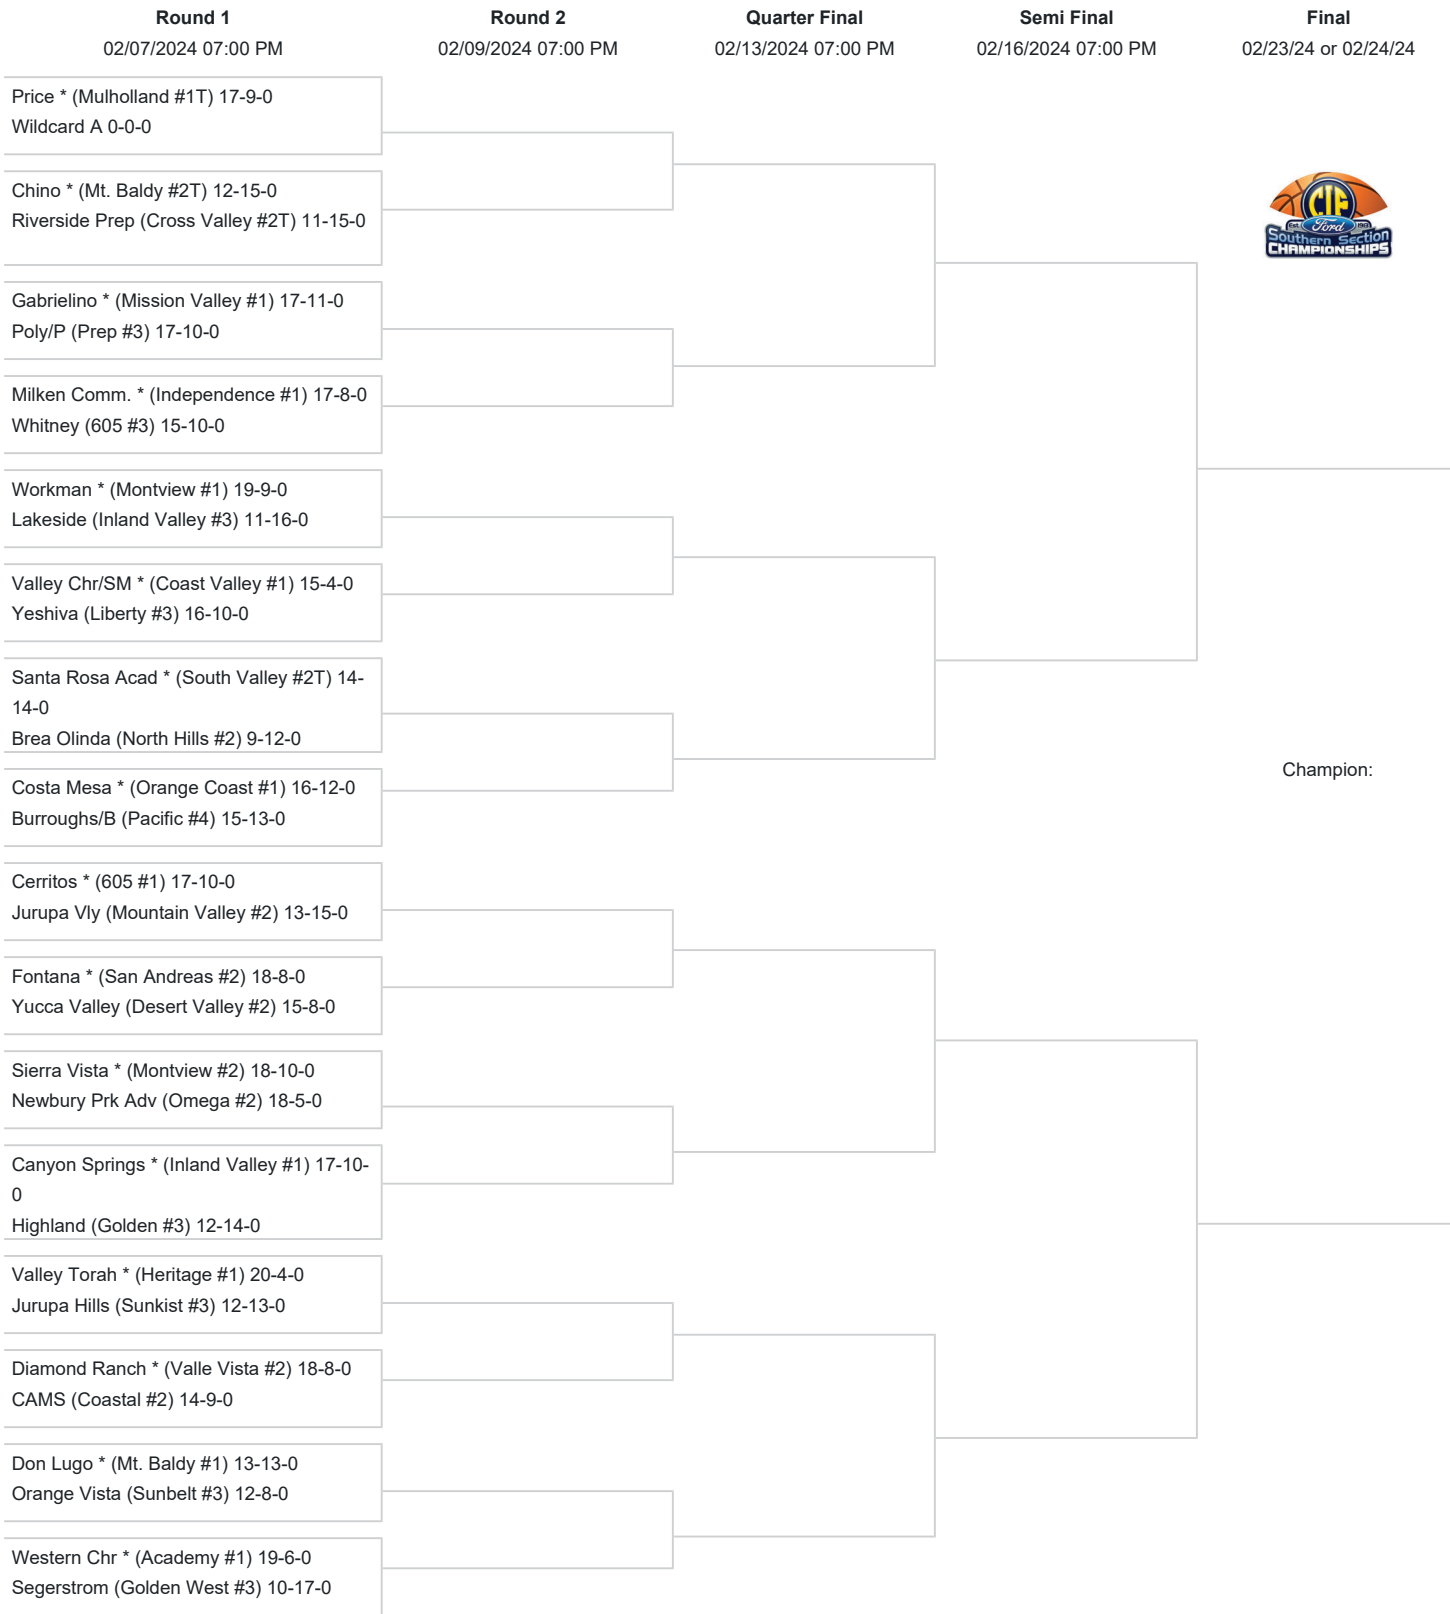 Round 1
02/07/2024 07:00 PM
Round 2
02/09/2024 07:00 PM
Quarter Final
02/13/2024 07:00 PM
Semi Final
02/16/2024 07:00 PM
Final
02/23/24 or 02/24/24
Price * (Mulholland #1T) 17-9-0
Wildcard A 0-0-0
Chino * (Mt. Baldy #2T) 12-15-0
Riverside Prep (Cross Valley #2T) 11-15-0
Gabrielino * (Mission Valley #1) 17-11-0
Poly/P (Prep #3) 17-10-0
Milken Comm. * (Independence #1) 17-8-0
Whitney (605 #3) 15-10-0
Workman * (Montview #1) 19-9-0
Lakeside (Inland Valley #3) 11-16-0
Valley Chr/SM * (Coast Valley #1) 15-4-0
Yeshiva (Liberty #3) 16-10-0
Santa Rosa Acad * (South Valley #2T) 14-
14-0
Brea Olinda (North Hills #2) 9-12-0
Costa Mesa * (Orange Coast #1) 16-12-0
Burroughs/B (Pacific #4) 15-13-0
Cerritos * (605 #1) 17-10-0
Jurupa Vly (Mountain Valley #2) 13-15-0
Fontana * (San Andreas #2) 18-8-0
Yucca Valley (Desert Valley #2) 15-8-0
Sierra Vista * (Montview #2) 18-10-0
Newbury Prk Adv (Omega #2) 18-5-0
Canyon Springs * (Inland Valley #1) 17-10-
0
Highland (Golden #3) 12-14-0
Valley Torah * (Heritage #1) 20-4-0
Jurupa Hills (Sunkist #3) 12-13-0
Diamond Ranch * (Valle Vista #2) 18-8-0
CAMS (Coastal #2) 14-9-0
Don Lugo * (Mt. Baldy #1) 13-13-0
Orange Vista (Sunbelt #3) 12-8-0
Western Chr * (Academy #1) 19-6-0
Segerstrom (Golden West #3) 10-17-0
CIF
Est.
Ford
Southern Section
CHAMPIONSHIPS
Champion: